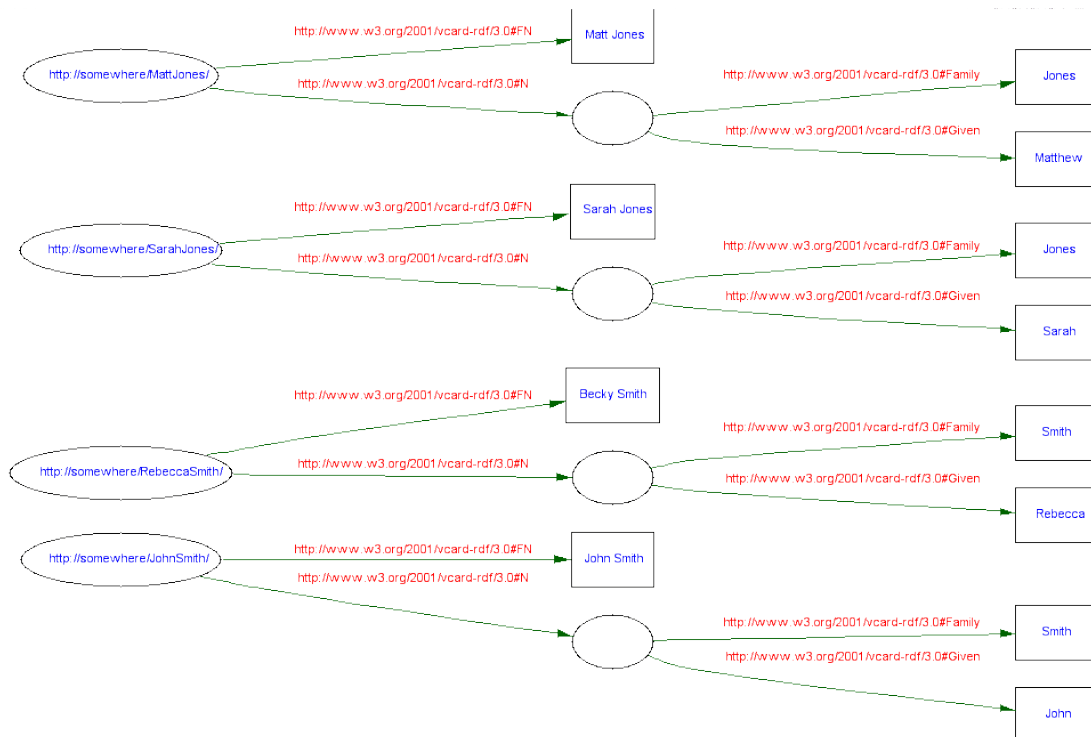 http://www.w3.org/2001/vcard-rdf/3.0#FN
Matt Jones
http://somewhere/MattJones/
http://www.w3.org/2001/vcard-rdf/3.0#N
http://www.w3.org/2001/vcard-rdf/3.0#Family
Jones
http://www.w3.org/2001/vcard-rdf/3.0#Given
Matthew
http://www.w3.org/2001/vcard-rdf/3.0#FN
Sarah Jones
http://somewhere/SarahJones/
http://www.w3.org/2001/vcard-rdf/3.0#N
http://www.w3.org/2001/vcard-rdf/3.0#Family
Jones
http://www.w3.org/2001/vcard-rdf/3.0#Given
Sarah
http://www.w3.org/2001/vcard-rdf/3.0#FN
Becky Smith
http://somewhere/RebeccaSmith/
http://www.w3.org/2001/vcard-rdf/3.0#N
http://www.w3.org/2001/vcard-rdf/3.0#Family
Smith
http://www.w3.org/2001/vcard-rdf/3.0#Given
Rebecca
http://somewhere/JohnSmith/
http://www.w3.org/2001/vcard-rdf/3.0#FN
John Smith
http://www.w3.org/2001/vcard-rdf/3.0#N
http://www.w3.org/2001/vcard-rdf/3.0#Family
Smith
http://www.w3.org/2001/vcard-rdf/3.0#Given
John